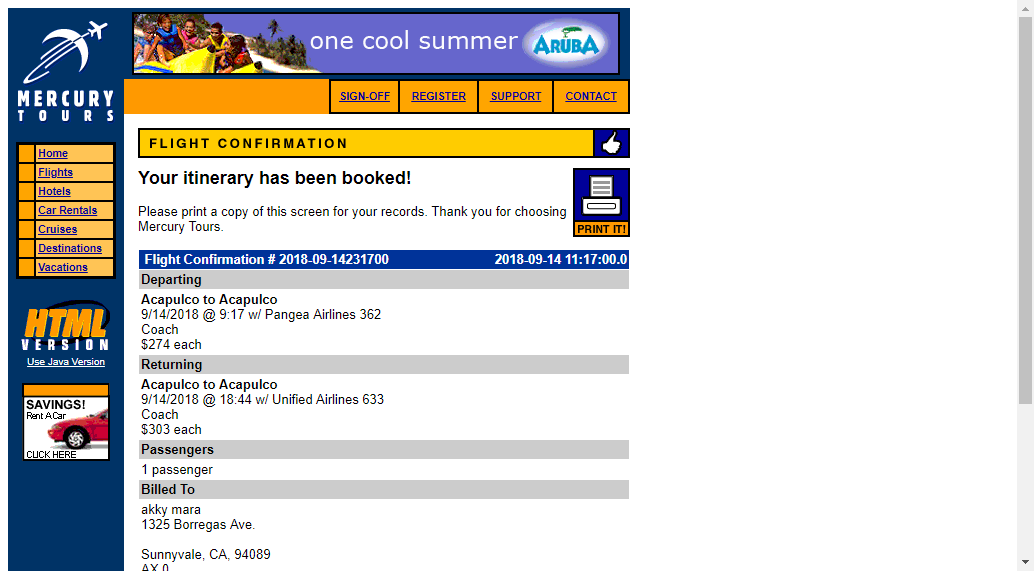 one cool summer ARUBA
MERCURY
TOURS
SIGN-OFF REGISTER SUPPORT CONTACT
Home
Flights
Hotels
Car Rentals
Cruises
Destinations
Vacations
HTML
VERSION
Use Java Version
SAVINGS!
Rent A Car
CLICK HERE
FLIGHT CONFIRMATION
Your itinerary has been booked!
Please print a copy of this screen for your records. Thank you for choosing
Mercury Tours.
PRINT IT!
Flight Confirmation # 2018-09-14231700 2018-09-14 11:17:00.0
Departing
Acapulco to Acapulco
9/14/2018 @ 9:17 w/ Pangea Airlines 362
Coach
$274 each
Returning
Acapulco to Acapulco
9/14/2018 @ 18:44 w/ Unified Airlines 633
Coach
$303 each
Passengers
1 passenger
Billed To
akky mara
1325 Borregas Ave.
Sunnyvale, CA, 94089
AX 0